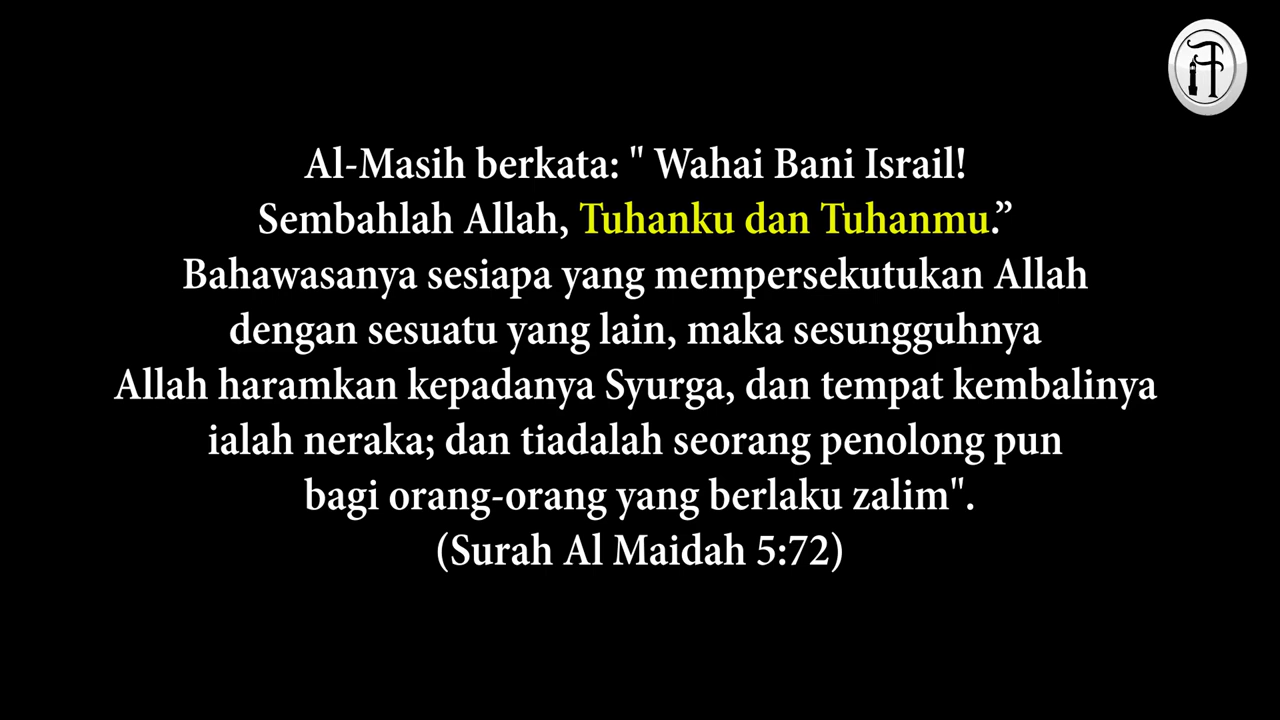 Al-Masih berkata: " Wahai Bani Israil!
Sembahlah Allah, Tuhanku dan Tuhanmu.”
Bahawasanya sesiapa yang mempersekutukan Allah
dengan sesuatu yang lain, maka sesungguhnya
Allah haramkan kepadanya Syurga, dan tempat kembalinya
ialah neraka; dan tiadalah seorang penolong pun
bagi orang-orang yang berlaku zalim".
(Surah Al Maidah 5:72)